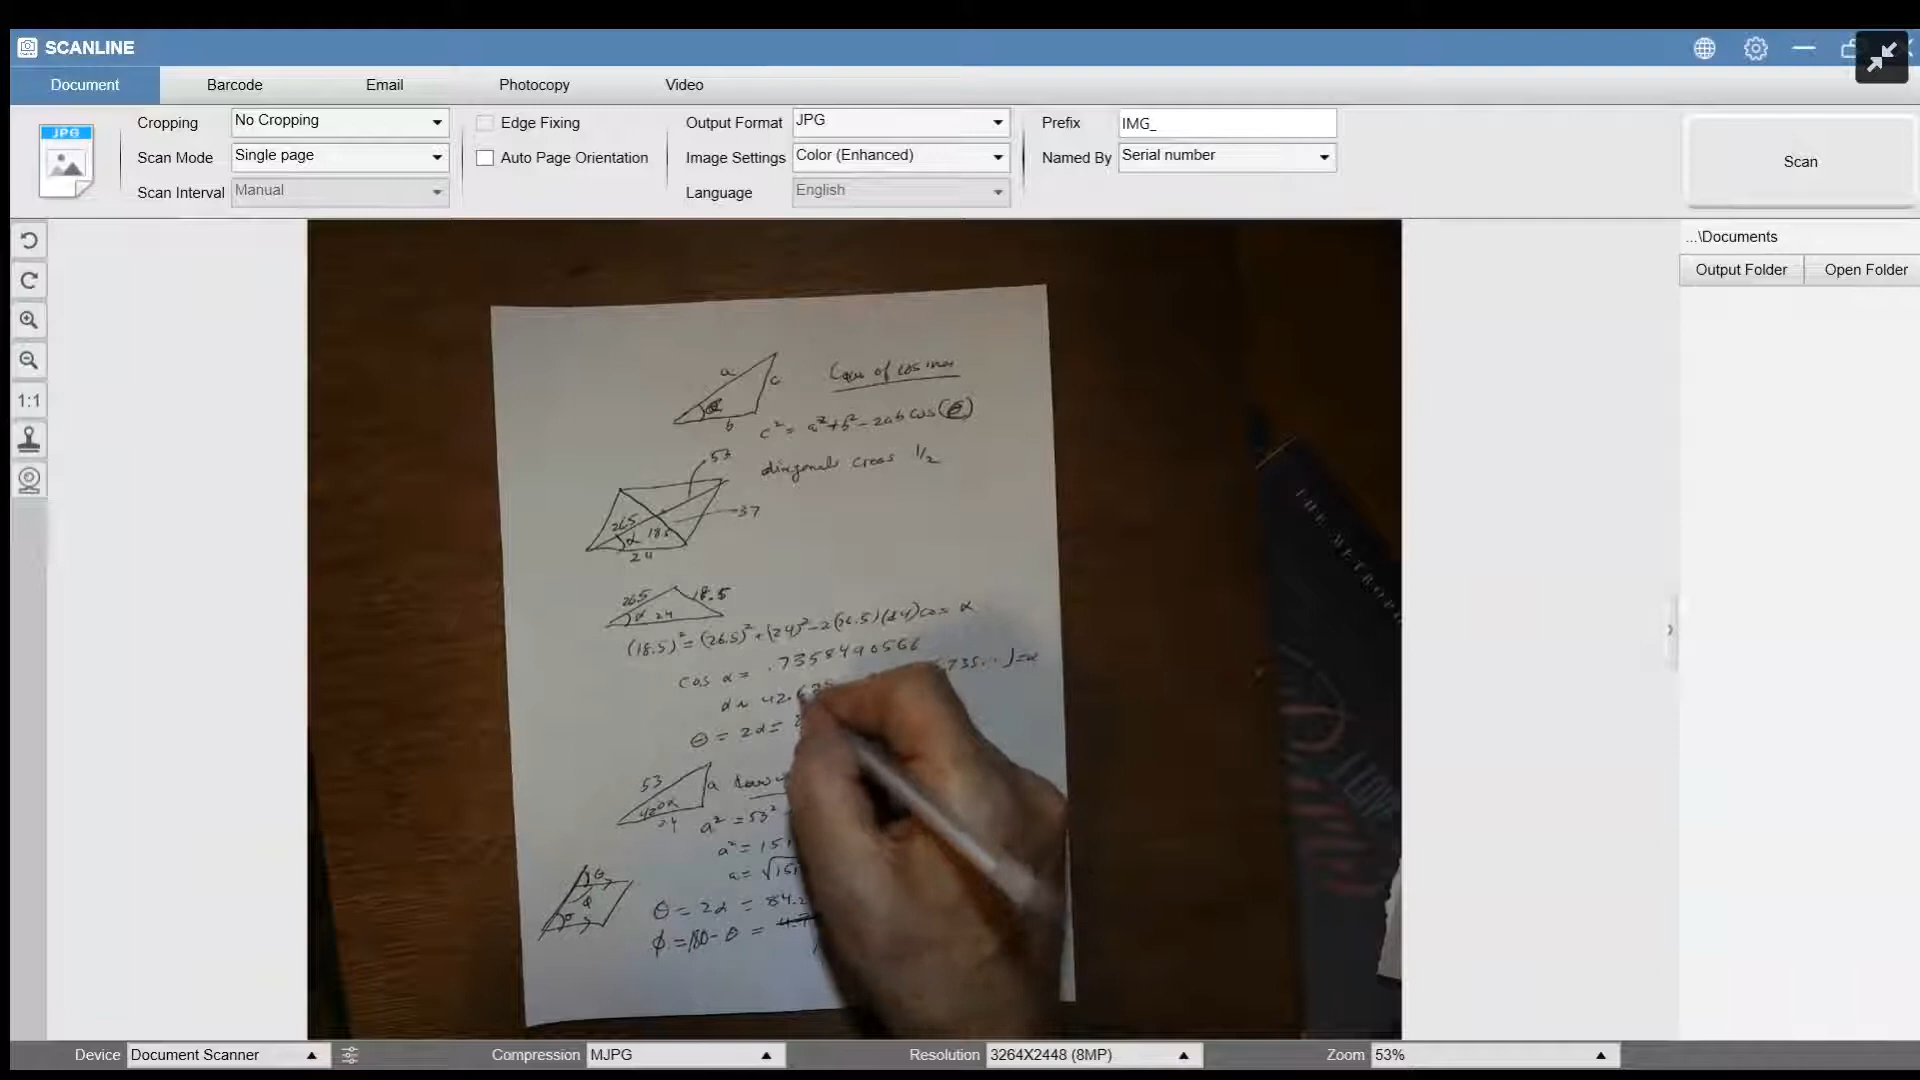 SCANLINE
Document Barcode Email Photocopy Video
JPG
Cropping No Cropping
Edge Fixing
Output Format JPG
Prefix IMG_
Scan Mode Single page
Auto Page Orientation
Image Settings Color (Enhanced)
Named By Serial number
Scan Interval Manual
Language English
Scan
...\Documents
Output Folder Open Folder
1:1
a c b
Law of cosines
c² = a²+b²-2ab cos(θ)
53
diagonals cross 1/2
26.5 α 18.5
37
24
26.5 18.5
α 24
(18.5)² = (26.5)²+(24)²-2(26.5)(24)cos α
cos α = .7358490566
.735...)=α
θ = 2α =
53 a
24
a² = 53²
θ
φ
θ = 2α = 84.2
φ = 180-θ =
Device Document Scanner
Compression MJPG
Resolution 3264X2448 (8MP)
Zoom 53%